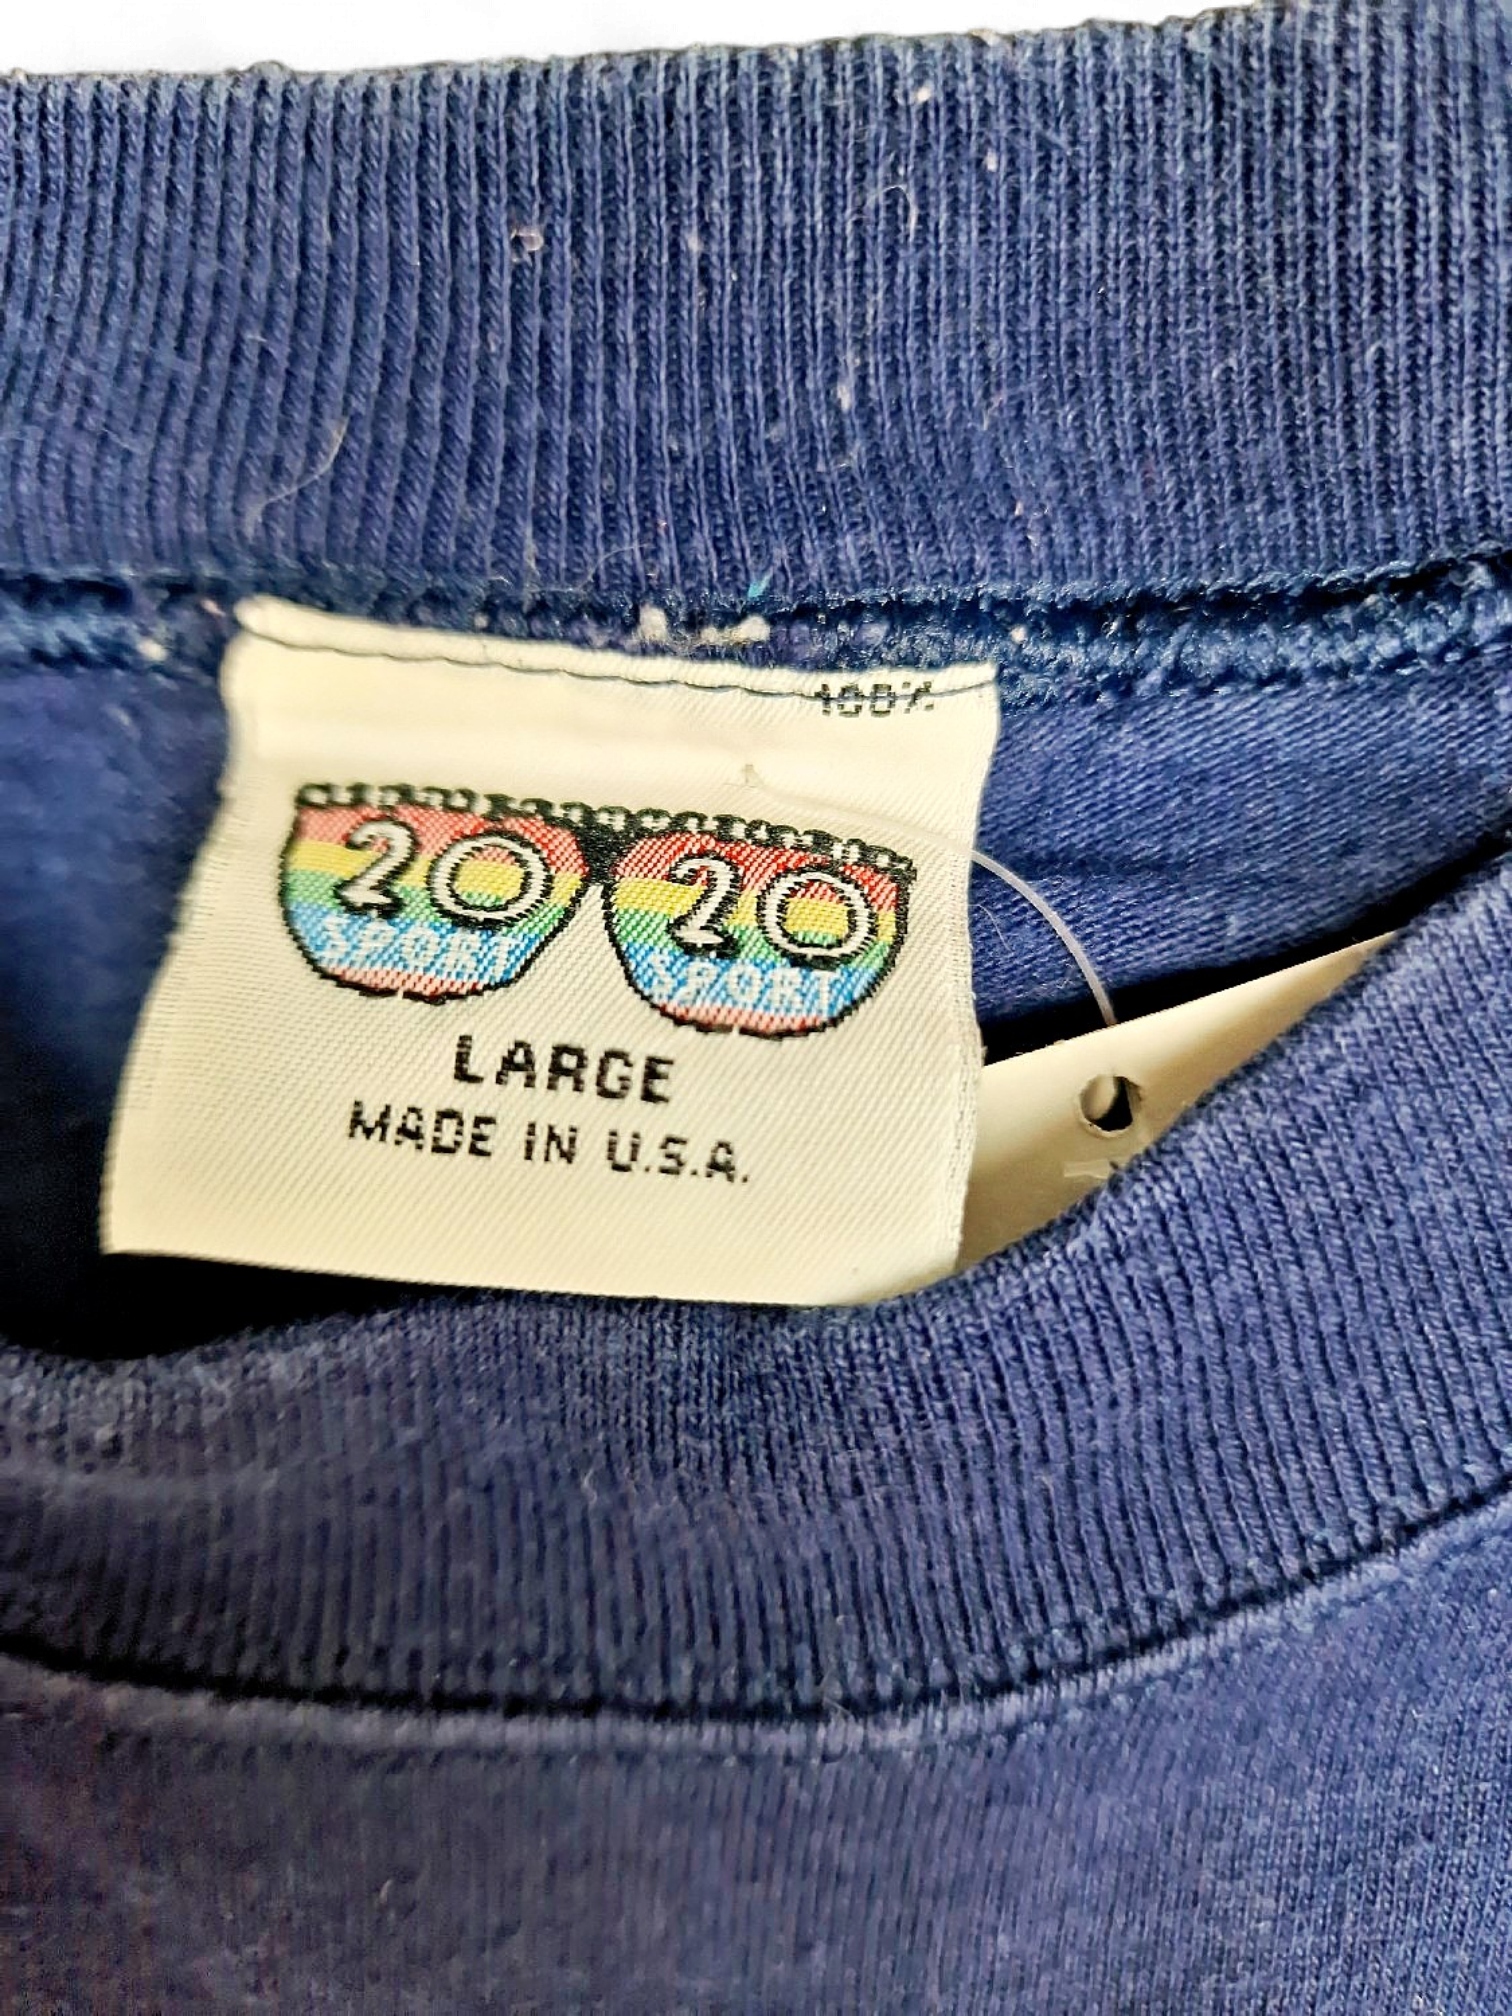 100%
20 20
SPORT SPORT
LARGE
MADE IN U.S.A.